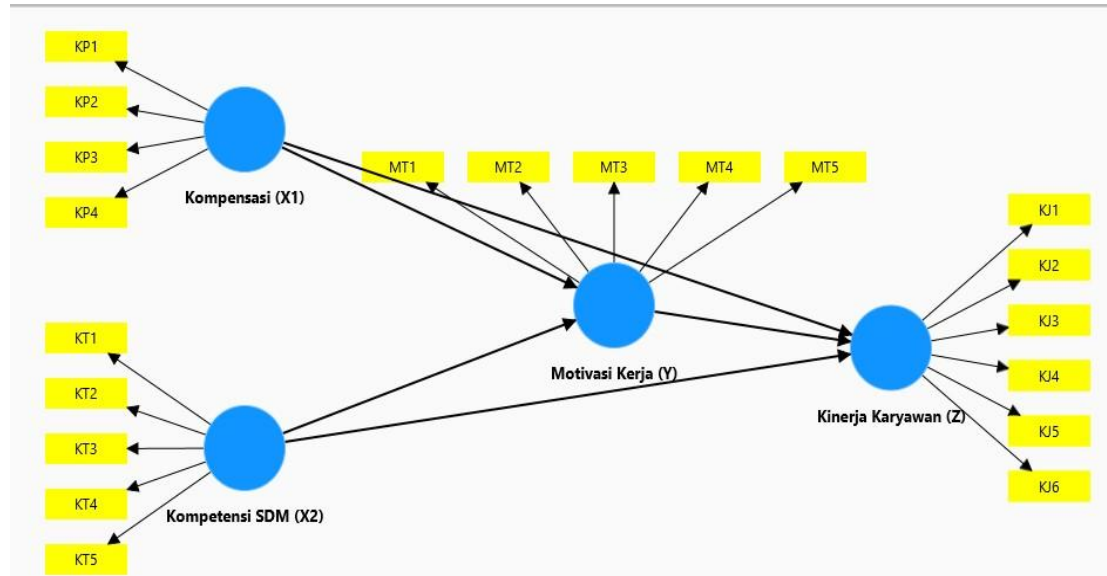 KP1
KP2
KP3
KP4
Kompensasi (X1)
MT1
MT2
MT3
MT4
MT5
KJ1
KJ2
KJ3
KJ4
KJ5
KJ6
Motivasi Kerja (Y)
Kinerja Karyawan (Z)
KT1
KT2
KT3
KT4
KT5
Kompetensi SDM (X2)